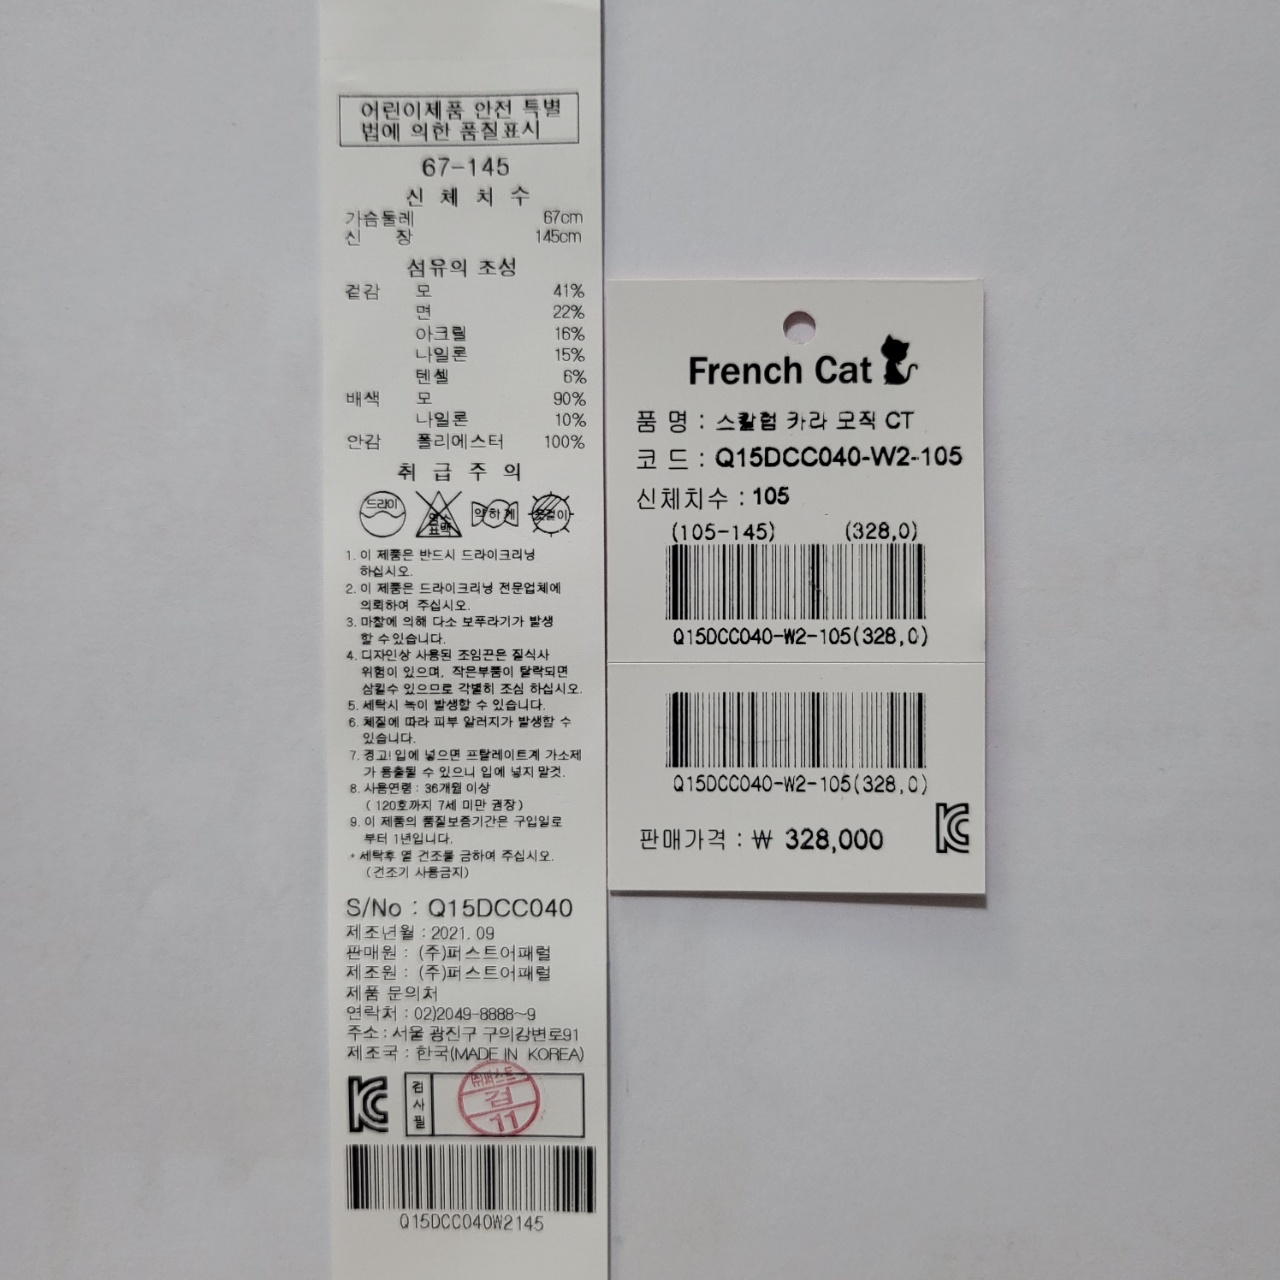 어린이제품 안전 특별
법에 의한 품질표시
67-145
신 체 치 수
가슴둘레 67cm
신 장 145cm
섬유의 조성
겉감 모 41%
면 22%
아크릴 16%
나일론 15%
텐셀 6%
배색 모 90%
나일론 10%
안감 폴리에스터 100%
취 급 주 의
드라이 염소 표백 약하게 옷걸이
1. 이 제품은 반드시 드라이크리닝
하십시오.
2. 이 제품은 드라이크리닝 전문업체에
의뢰하여 주십시오.
3. 마찰에 의해 다소 보푸라기가 발생
할 수있습니다.
4. 디자인상 사용된 조임끈은 질식사
위험이 있으며, 작은부품이 탈락되면
삼킬수 있으므로 각별히 조심 하십시오.
5. 세탁시 녹이 발생할 수 있습니다.
6. 체질에 따라 피부 알러지가 발생할 수
있습니다.
7. 경고! 입에 넣으면 프탈레이트계 가소제
가 용출될 수 있으니 입에 넣지 말것.
8. 사용연령 : 36개월 이상
( 120호까지 7세 미만 권장 )
9. 이 제품의 품질보증기간은 구입일로
부터 1년입니다.
* 세탁후 열 건조를 금하여 주십시오.
(건조기 사용금지)
S/No : Q15DCC040
제조년월 : 2021. 09
판매원 : (주)퍼스트어패럴
제조원 : (주)퍼스트어패럴
제품 문의처
연락처 : 02)2049-8888~9
주소 : 서울 광진구 구의강변로91
제조국 : 한국(MADE IN KOREA)
KC 검사필
㈜퍼스트
검
11
Q15DCC040W2145
French Cat
품 명 : 스칼럽 카라 모직 CT
코 드 : Q15DCC040-W2-105
신체치수 : 105
(105-145) (328,0)
Q15DCC040-W2-105(328,0)
Q15DCC040-W2-105(328,0)
판매가격 : ₩ 328,000
KC